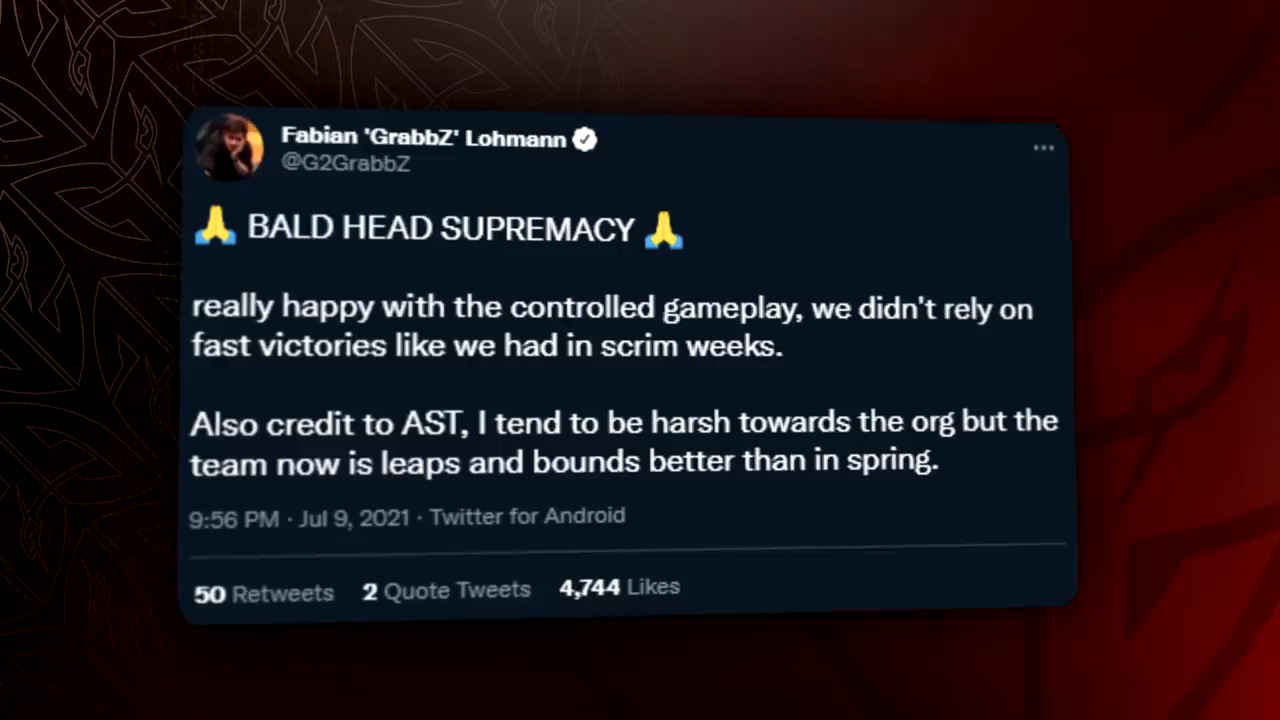 Fabian 'GrabbZ' Lohmann
@G2GrabbZ
🙏 BALD HEAD SUPREMACY 🙏
really happy with the controlled gameplay, we didn't rely on
fast victories like we had in scrim weeks.
Also credit to AST, I tend to be harsh towards the org but the
team now is leaps and bounds better than in spring.
9:56 PM · Jul 9, 2021 · Twitter for Android
50 Retweets 2 Quote Tweets 4,744 Likes